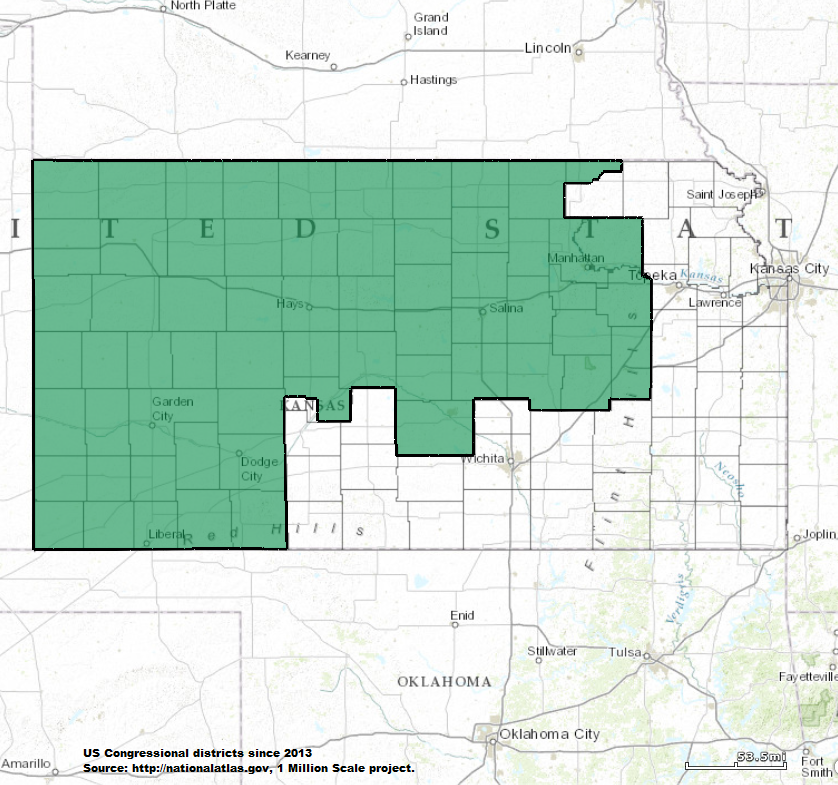 North Platte
Grand
Island
Kearney
Lincoln
Hastings
Saint Joseph
I T E D S T A T
Manhattan
Topeka
Kansas
Kansas City
Hays
Salina
Lawrence
KANSAS
Garden
City
Dodge
City
Wichita
Neosho
Flint Hills
Liberal
Red Hills
Joplin
Verdigris
Enid
Stillwater
Tulsa
OKLAHOMA
Fayetteville
Oklahoma City
US Congressional districts since 2013
Source: http://nationalatlas.gov, 1 Million Scale project.
53.5mi
Amarillo
Fort
Smith